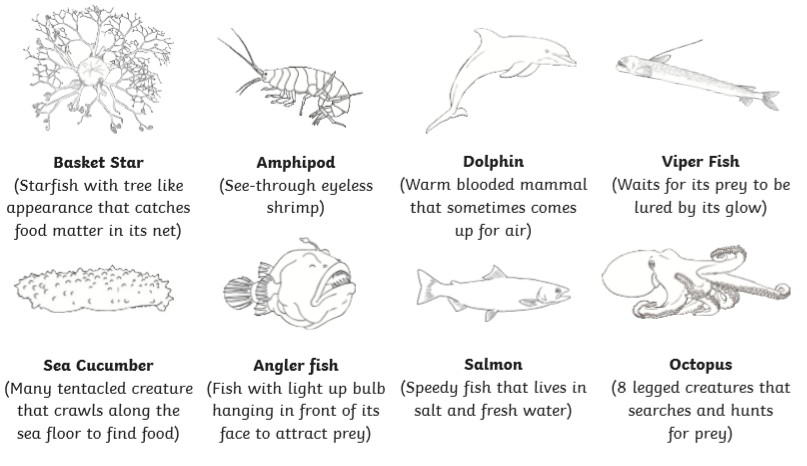 Basket Star
(Starfish with tree like
appearance that catches
food matter in its net)
Amphipod
(See-through eyeless
shrimp)
Dolphin
(Warm blooded mammal
that sometimes comes
up for air)
Viper Fish
(Waits for its prey to be
lured by its glow)
Sea Cucumber
(Many tentacled creature
that crawls along the
sea floor to find food)
Angler fish
(Fish with light up bulb
hanging in front of its
face to attract prey)
Salmon
(Speedy fish that lives in
salt and fresh water)
Octopus
(8 legged creatures that
searches and hunts
for prey)